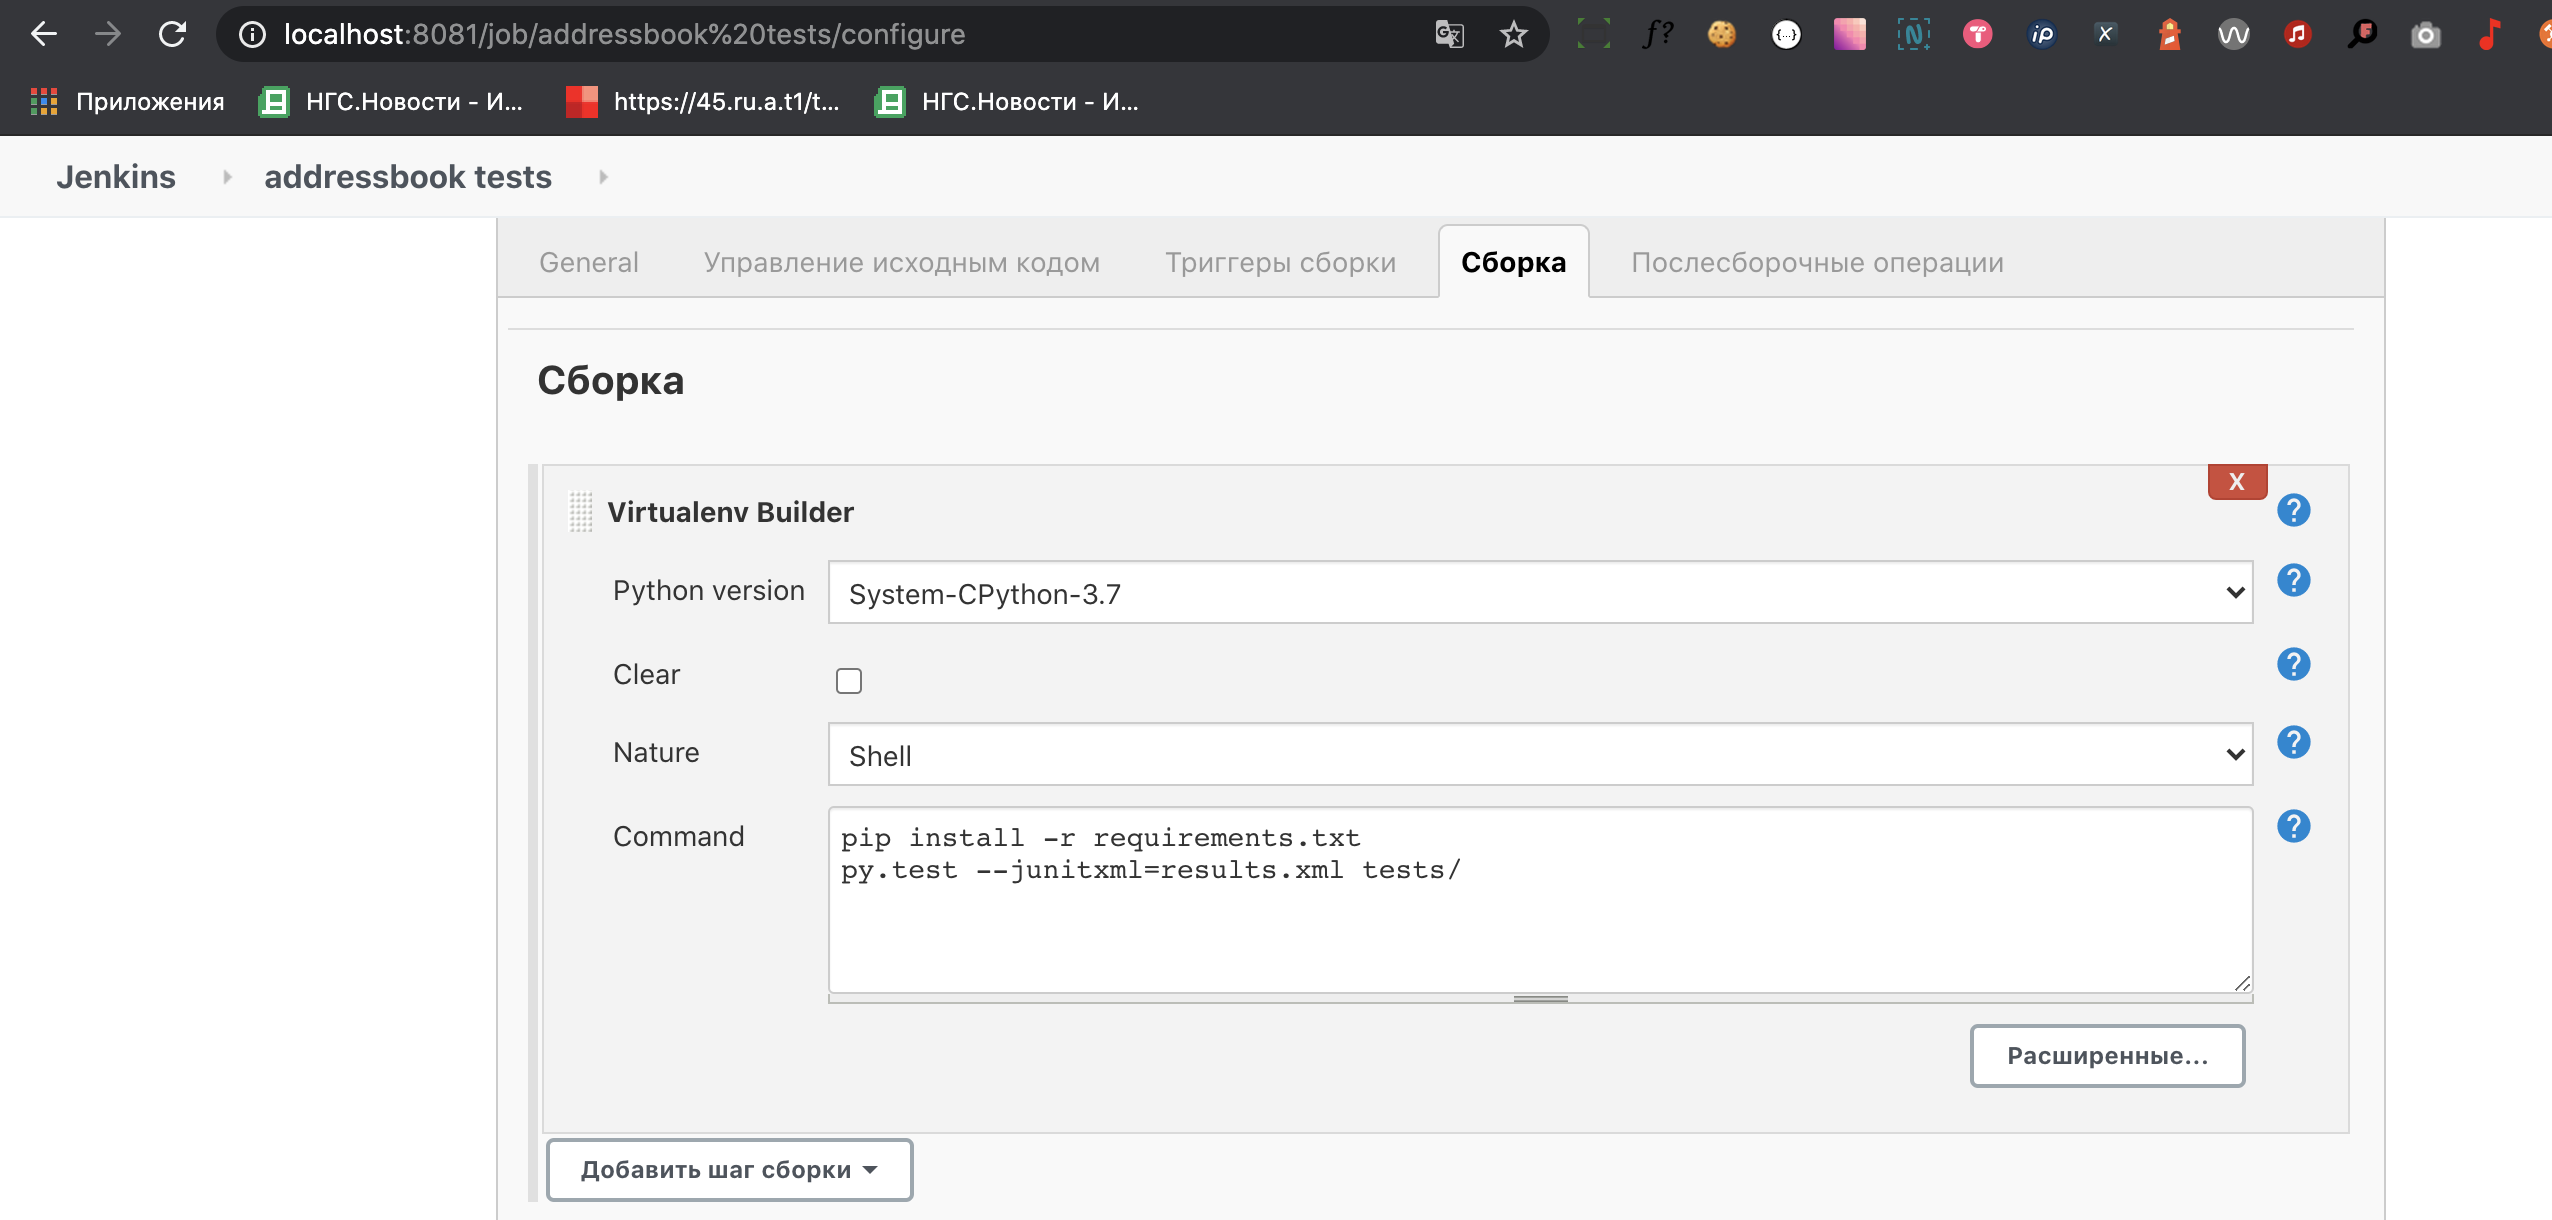 localhost:8081/job/addressbook%20tests/configure
Приложения НГС.Новости - И... https://45.ru.a.t1/t... НГС.Новости - И...
Jenkins addressbook tests
General Управление исходным кодом Триггеры сборки Сборка Послесборочные операции
Сборка
X
Virtualenv Builder ?
Python version System-CPython-3.7 ?
Clear ?
Nature Shell ?
Command ?
pip install -r requirements.txt
py.test --junitxml=results.xml tests/
Расширенные...
Добавить шаг сборки